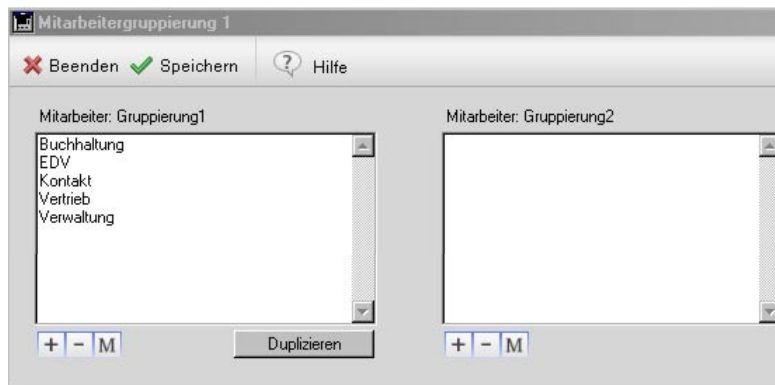 Mitarbeitergruppierung 1
Beenden Speichern ? Hilfe
Mitarbeiter: Gruppierung1
Buchhaltung
EDV
Kontakt
Vertrieb
Verwaltung
+ - M Duplizieren
Mitarbeiter: Gruppierung2
+ - M